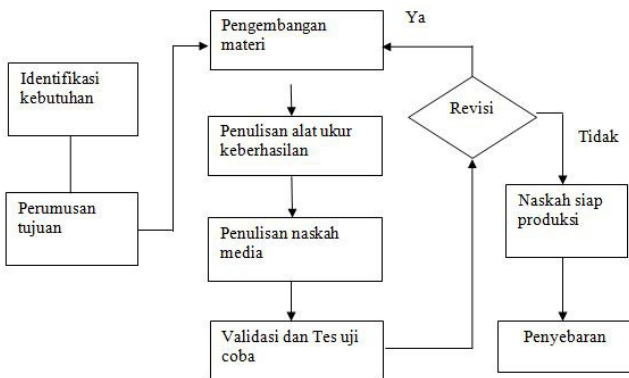 Identifikasi
kebutuhan
Perumusan
tujuan
Pengembangan
materi
Penulisan alat ukur
keberhasilan
Penulisan naskah
media
Validasi dan Tes uji
coba
Revisi
Ya
Tidak
Naskah siap
produksi
Penyebaran